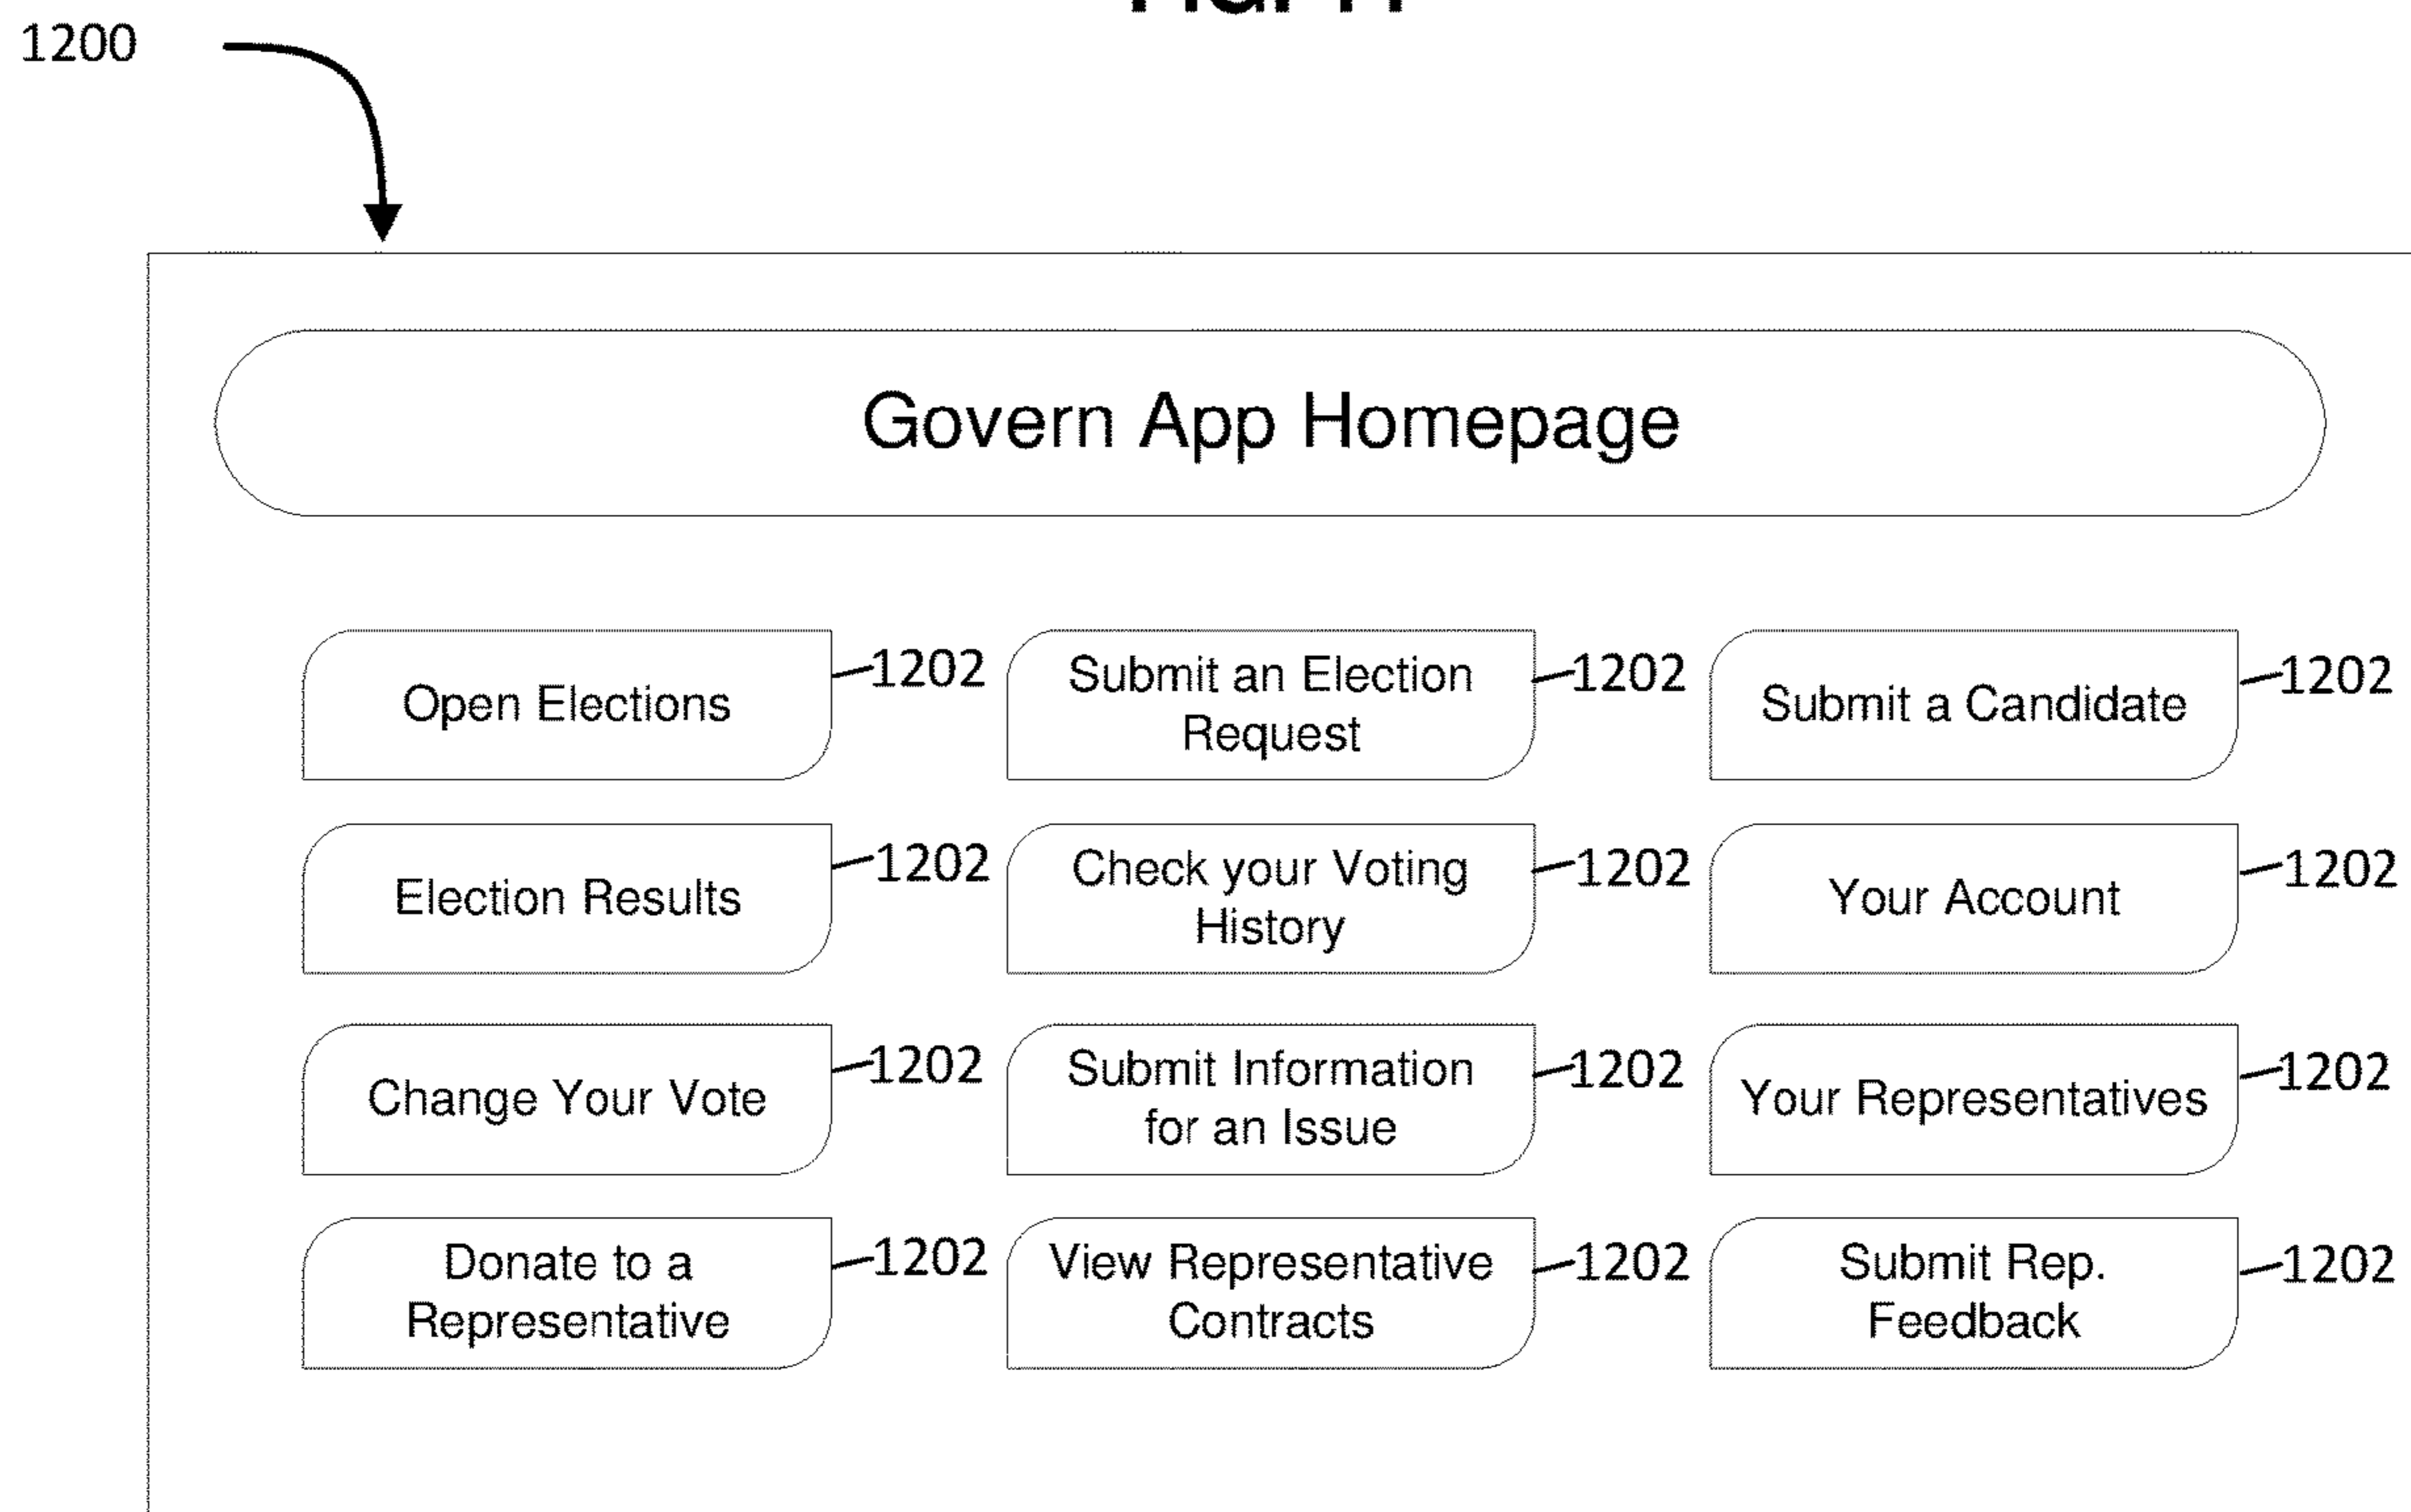 1200
Govern App Homepage
Open Elections
1202
Submit an Election
Request
1202
Submit a Candidate
1202
Election Results
1202
Check your Voting
History
1202
Your Account
1202
Change Your Vote
1202
Submit Information
for an Issue
1202
Your Representatives
1202
Donate to a
Representative
1202
View Representative
Contracts
1202
Submit Rep.
Feedback
1202